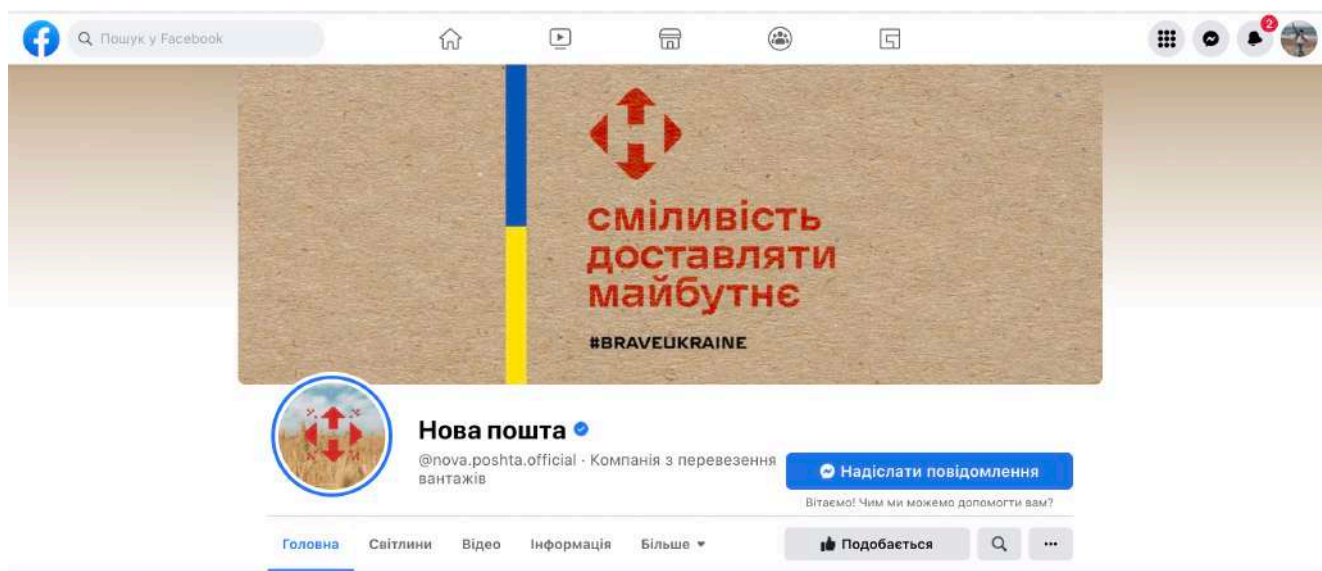 Пошук у Facebook
2
сміливість
доставляти
майбутнє
#BRAVEUKRAINE
Нова пошта
@nova.poshta.official · Компанія з перевезення
вантажів
Надіслати повідомлення
Вітаємо! Чим ми можемо допомогти вам?
Головна Світлини Відео Інформація Більше
Подобається